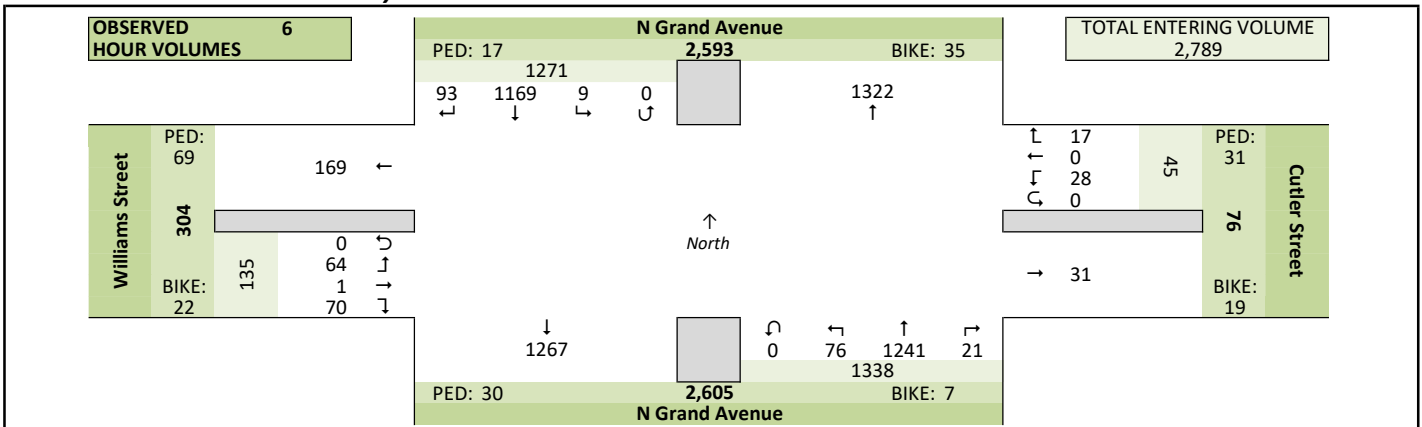 OBSERVED 6
HOUR VOLUMES
N Grand Avenue
TOTAL ENTERING VOLUME
2,789
PED: 17 2,593 BIKE: 35
1271
93 1169 9 0
↵ ↓ ↳ ↺
1322
↑
Williams Street
PED:
69
304
BIKE:
22
169 ←
135
0 ⊃
64 ↰
1 →
70 ↴
↑
North
↱ 17
← 0
↲ 28
⊂ 0
45
PED:
31
76
BIKE:
19
Cutler Street
→ 31
↓
1267
∩ ↰ ↑ ↱
0 76 1241 21
1338
PED: 30 2,605 BIKE: 7
N Grand Avenue